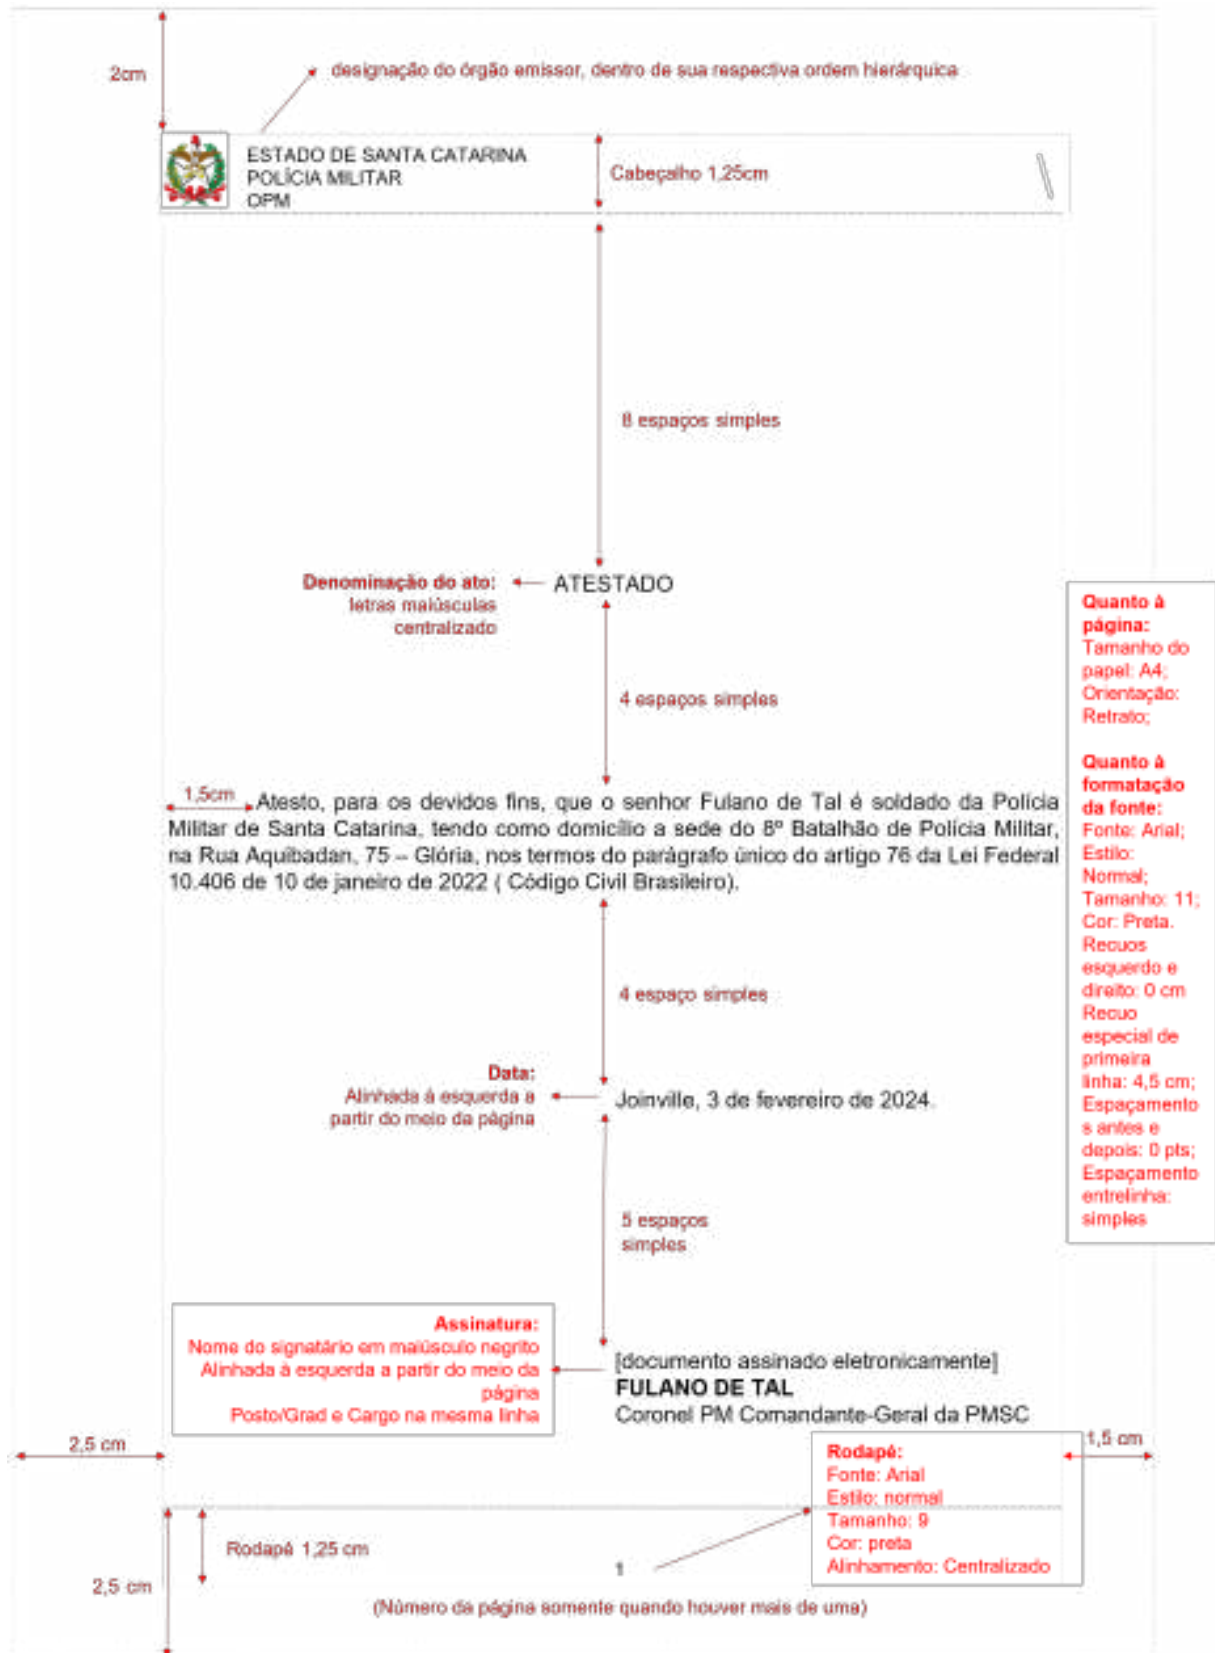 2cm
designação do órgão emissor, dentro de sua respectiva ordem hierárquica
ESTADO DE SANTA CATARINA
POLÍCIA MILITAR
OPM
Cabeçalho 1,25cm
8 espaços simples
Denominação do ato:
letras maiúsculas
centralizado
ATESTADO
4 espaços simples
1,5cm
Atesto, para os devidos fins, que o senhor Fulano de Tal é soldado da Polícia
Militar de Santa Catarina, tendo como domicílio a sede do 8º Batalhão de Polícia Militar,
na Rua Aquibadan, 75 – Glória, nos termos do parágrafo único do artigo 76 da Lei Federal
10.406 de 10 de janeiro de 2022 ( Código Civil Brasileiro).
4 espaço simples
Data:
Alinhada à esquerda a
partir do meio da página
Joinville, 3 de fevereiro de 2024.
5 espaços
simples
Quanto à
página:
Tamanho do
papel: A4;
Orientação:
Retrato;
Quanto à
formatação
da fonte:
Fonte: Arial;
Estilo:
Normal;
Tamanho: 11;
Cor: Preta.
Recuos
esquerdo e
direito: 0 cm
Recuo
especial de
primeira
linha: 4,5 cm;
Espaçamento
s antes e
depois: 0 pts;
Espaçamento
entrelinha:
simples
Assinatura:
Nome do signatário em maiúsculo negrito
Alinhada à esquerda a partir do meio da
página
Posto/Grad e Cargo na mesma linha
[documento assinado eletronicamente]
FULANO DE TAL
Coronel PM Comandante-Geral da PMSC
2,5 cm
1,5 cm
Rodapé:
Fonte: Arial
Estilo: normal
Tamanho: 9
Cor: preta
Alinhamento: Centralizado
Rodapé 1,25 cm
1
2,5 cm
(Número da página somente quando houver mais de uma)